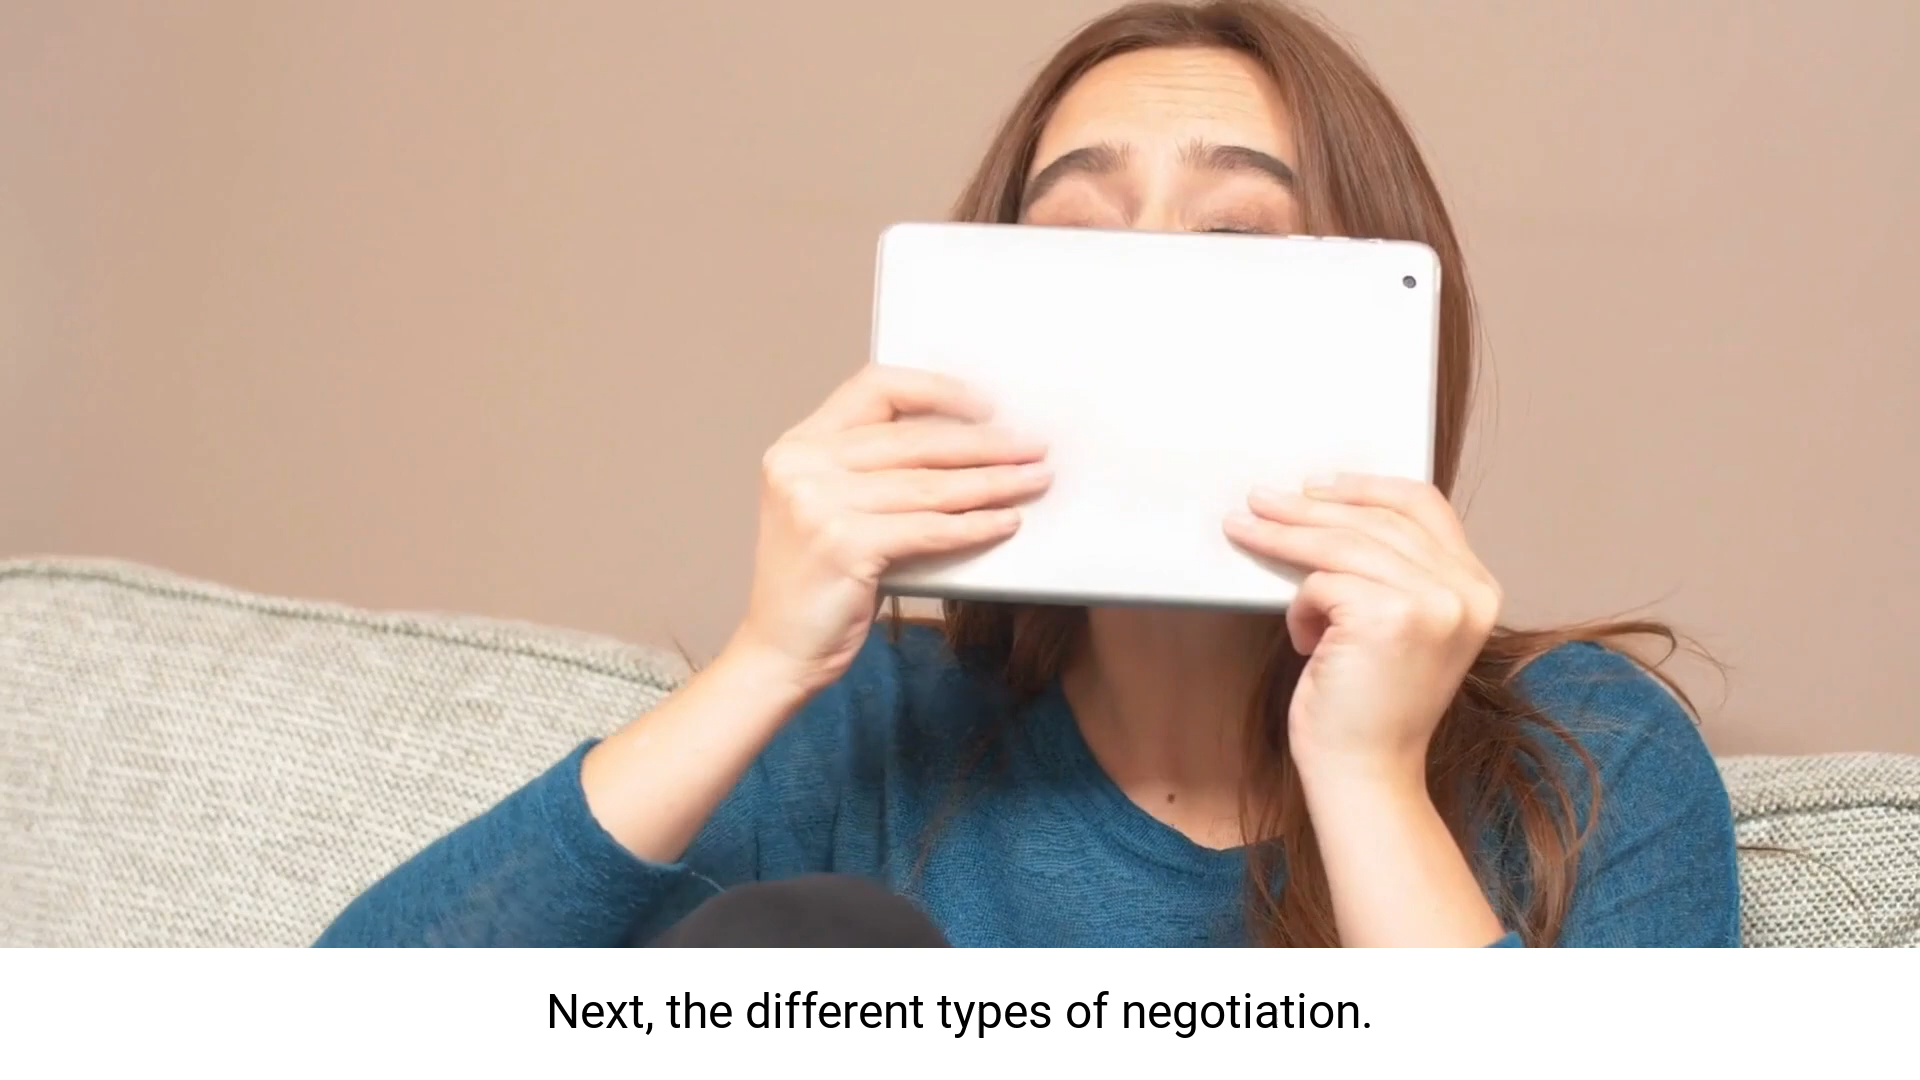 Next, the different types of negotiation.